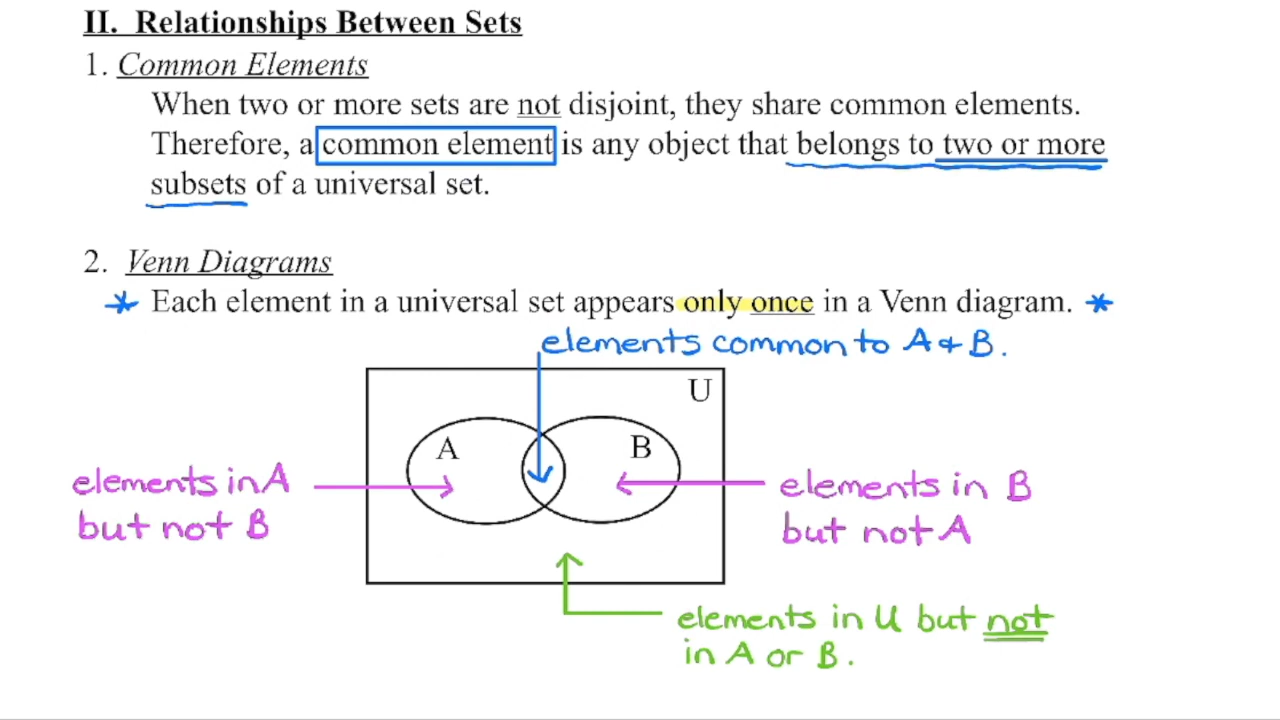 II. Relationships Between Sets
1. Common Elements
When two or more sets are not disjoint, they share common elements.
Therefore, a common element is any object that belongs to two or more
subsets of a universal set.
2. Venn Diagrams
* Each element in a universal set appears only once in a Venn diagram. *
elements common to A & B.
U
A
B
elements in A
but not B
elements in B
but not A
elements in U but not
in A or B.